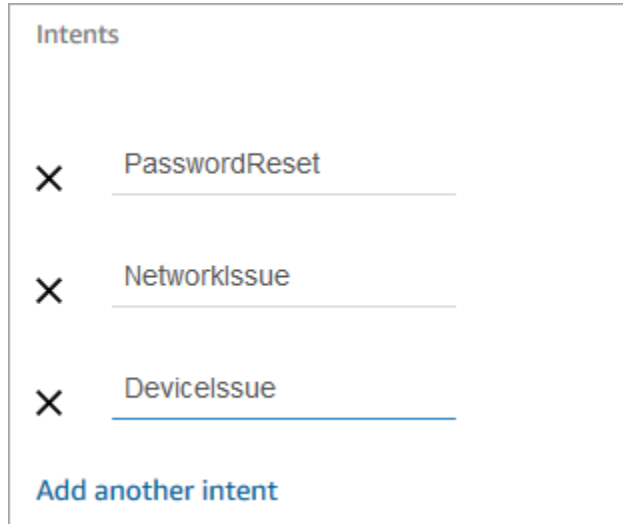 Intents
PasswordReset
NetworkIssue
DeviceIssue
Add another intent